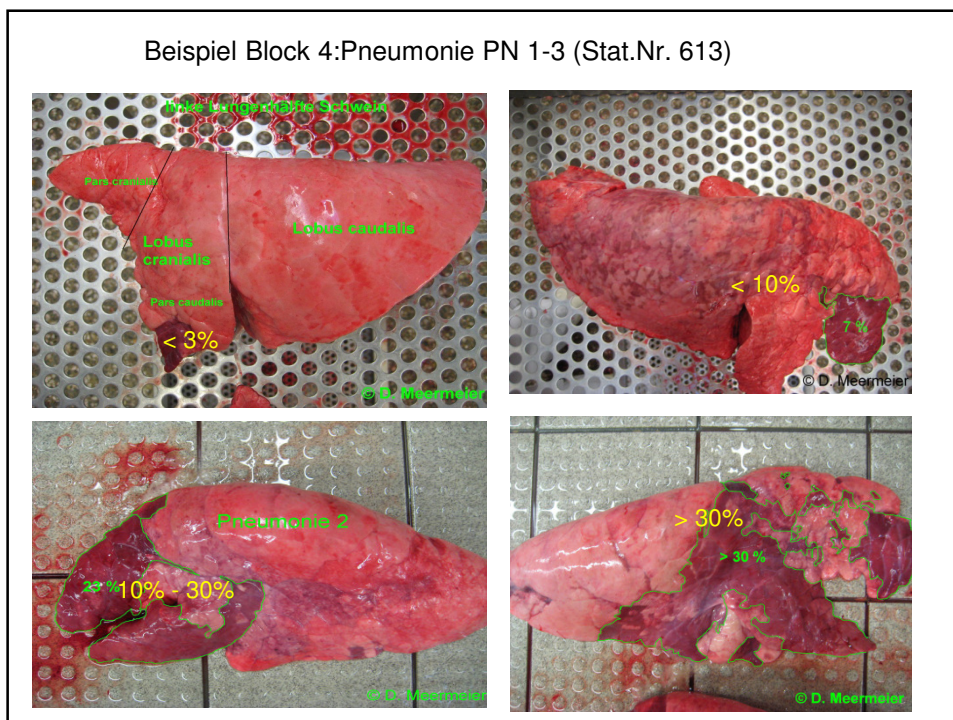 Beispiel Block 4:Pneumonie PN 1-3 (Stat.Nr. 613)
linke Lungenhälfte Schwein
Pars cranialis
Lobus caudalis
Lobus
cranialis
Pars caudalis
< 3%
© D. Meermeier
< 10%
7 %
© D. Meermeier
Pneumonie 2
23 %
10% - 30%
© D. Meermeier
> 30%
> 30 %
© D. Meermeier